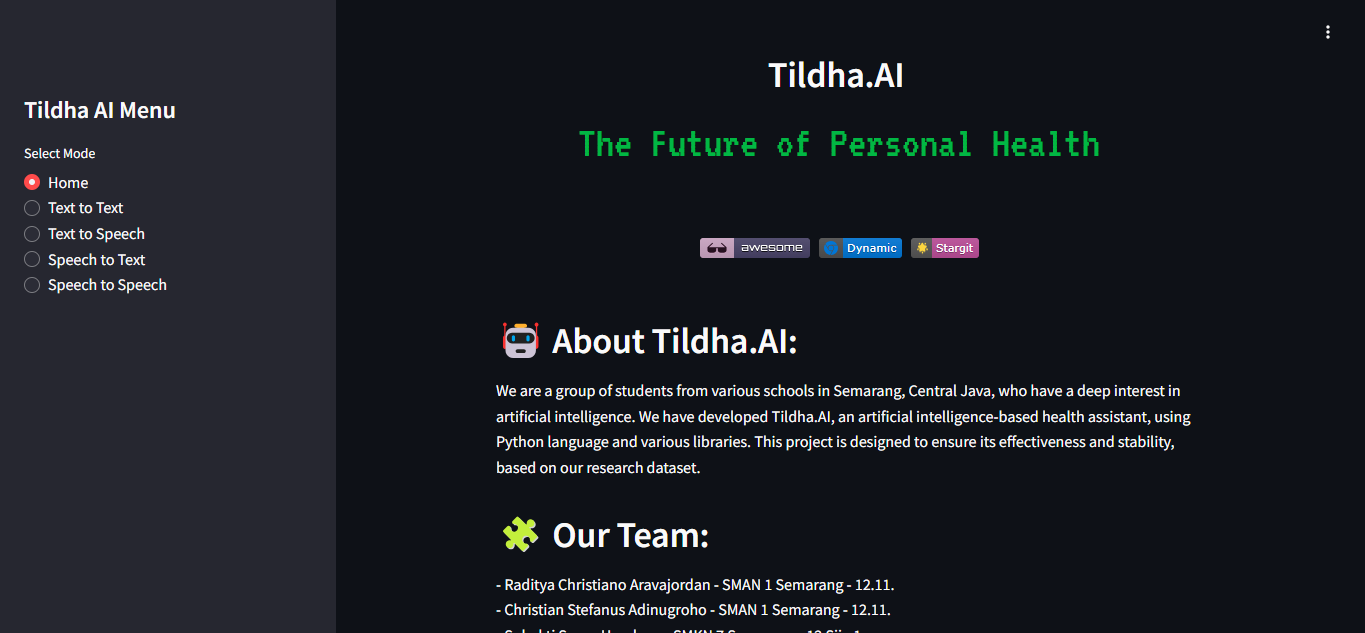 Tildha AI Menu
Select Mode
Home
Text to Text
Text to Speech
Speech to Text
Speech to Speech
Tildha.AI
The Future of Personal Health
awesome
Dynamic
Stargit
About Tildha.AI:
We are a group of students from various schools in Semarang, Central Java, who have a deep interest in
artificial intelligence. We have developed Tildha.AI, an artificial intelligence-based health assistant, using
Python language and various libraries. This project is designed to ensure its effectiveness and stability,
based on our research dataset.
Our Team:
- Raditya Christiano Aravajordan - SMAN 1 Semarang - 12.11.
- Christian Stefanus Adinugroho - SMAN 1 Semarang - 12.11.